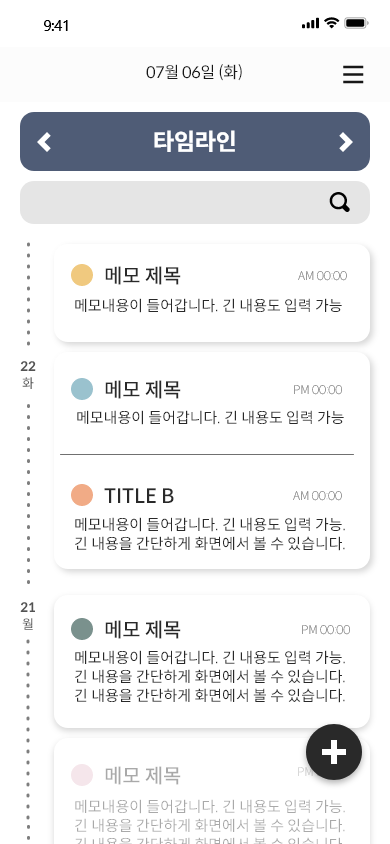 9:41
07월 06일 (화)
타임라인
메모 제목
AM 00:00
메모내용이 들어갑니다. 긴 내용도 입력 가능
22
화
메모 제목
PM 00:00
메모내용이 들어갑니다. 긴 내용도 입력 가능
TITLE B
AM 00:00
메모내용이 들어갑니다. 긴 내용도 입력 가능.
긴 내용을 간단하게 화면에서 볼 수 있습니다.
21
월
메모 제목
PM 00:00
메모내용이 들어갑니다. 긴 내용도 입력 가능.
긴 내용을 간단하게 화면에서 볼 수 있습니다.
긴 내용을 간단하게 화면에서 볼 수 있습니다.
메모 제목
메모내용이 들어갑니다. 긴 내용도 입력 가능.
긴 내용을 간단하게 화면에서 볼 수 있습니다.
긴 내용을 간단하게 화면에서 볼 수 있습니다.